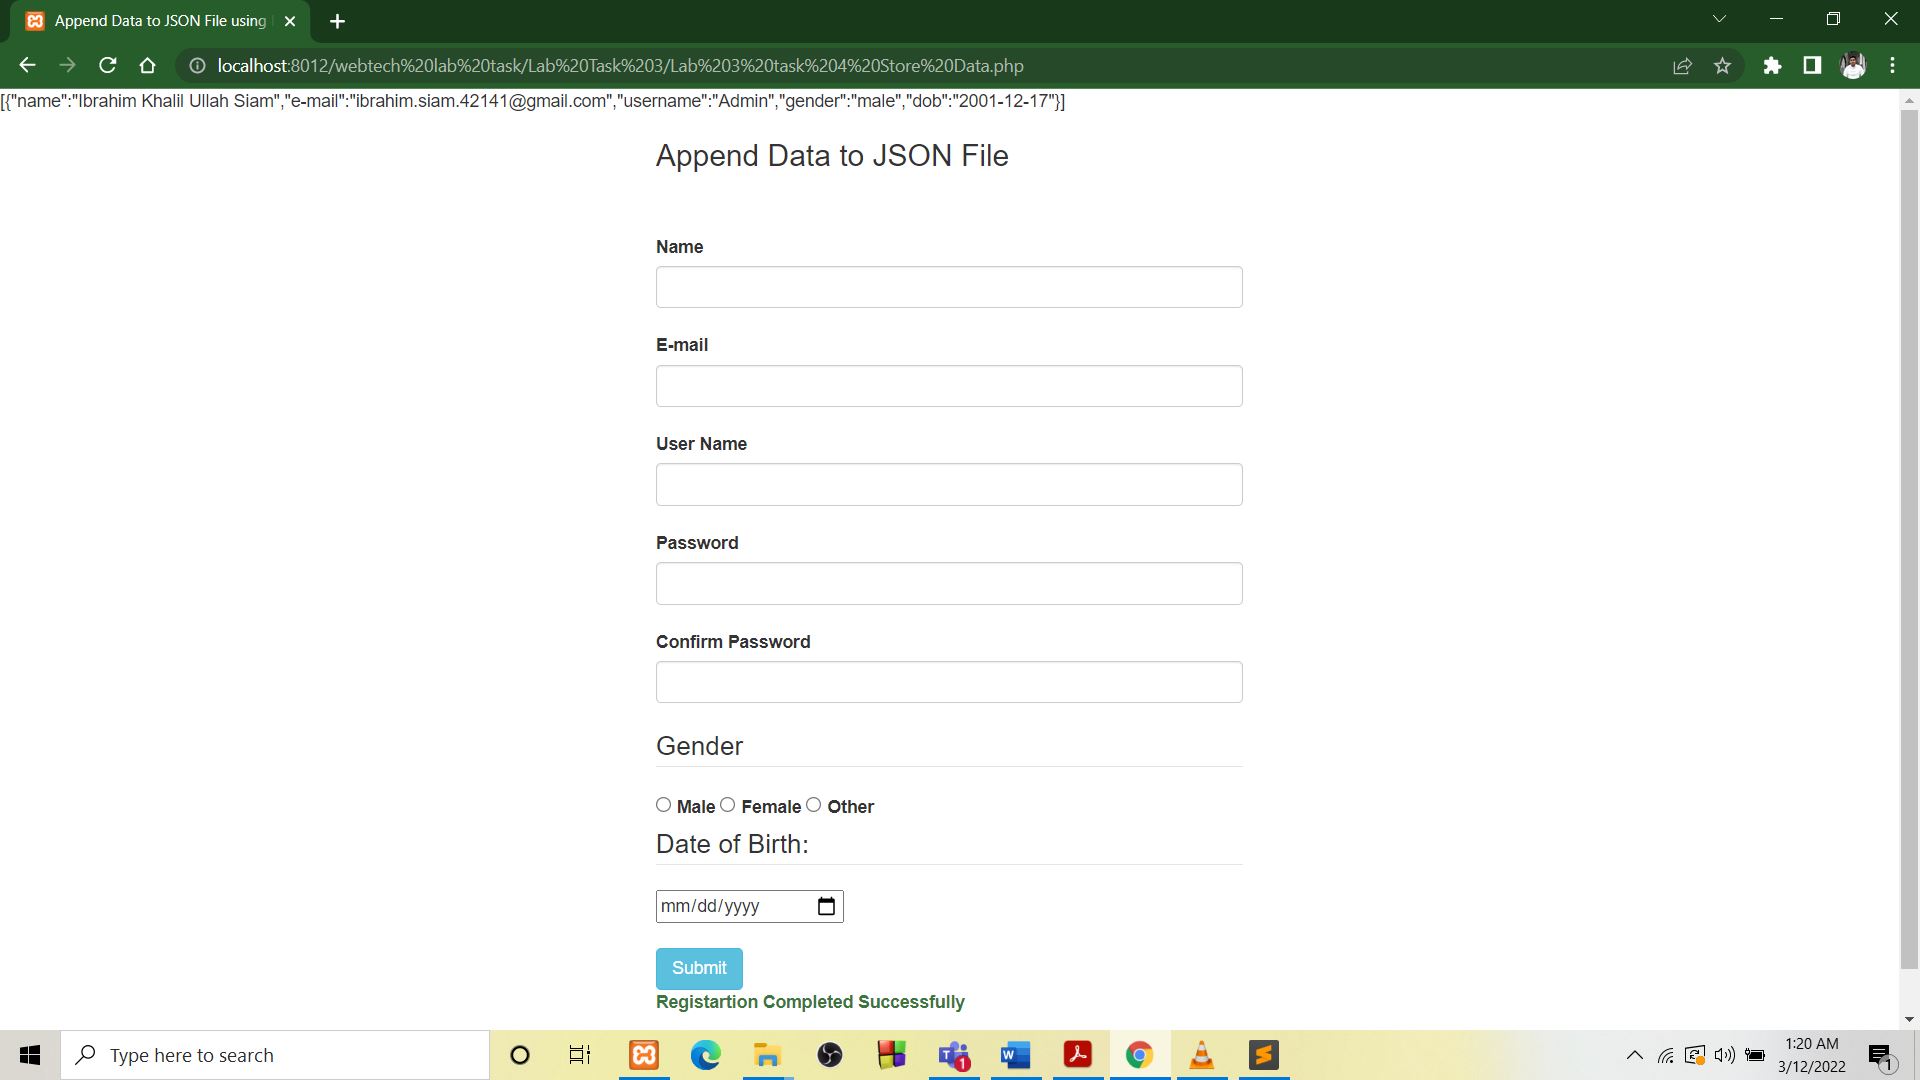 Append Data to JSON File using
localhost:8012/webtech%20lab%20task/Lab%20Task%203/Lab%203%20task%204%20Store%20Data.php
[{"name":"Ibrahim Khalil Ullah Siam","e-mail":"ibrahim.siam.42141@gmail.com","username":"Admin","gender":"male","dob":"2001-12-17"}]
Append Data to JSON File
Name
E-mail
User Name
Password
Confirm Password
Gender
Male Female Other
Date of Birth:
mm/dd/yyyy
Submit
Registartion Completed Successfully
Type here to search
1:20 AM
3/12/2022
1
1